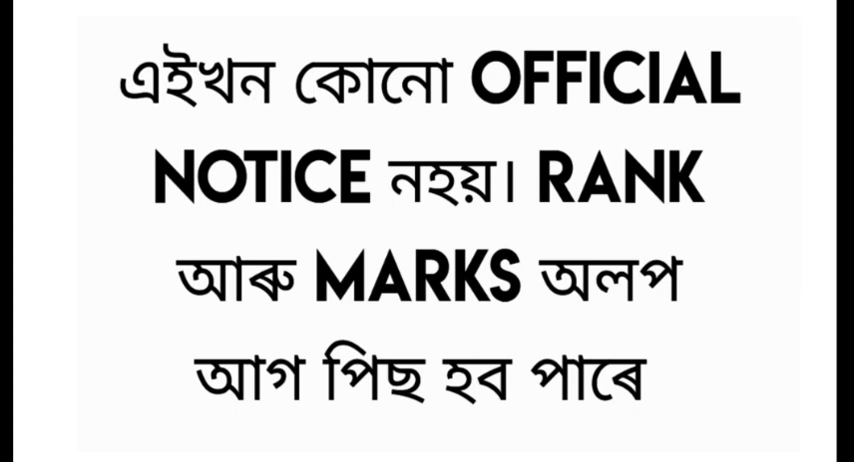 এইখন কোনো OFFICIAL
NOTICE নহয়। RANK
আৰু MARKS অলপ
আগ পিছ হব পাৰে